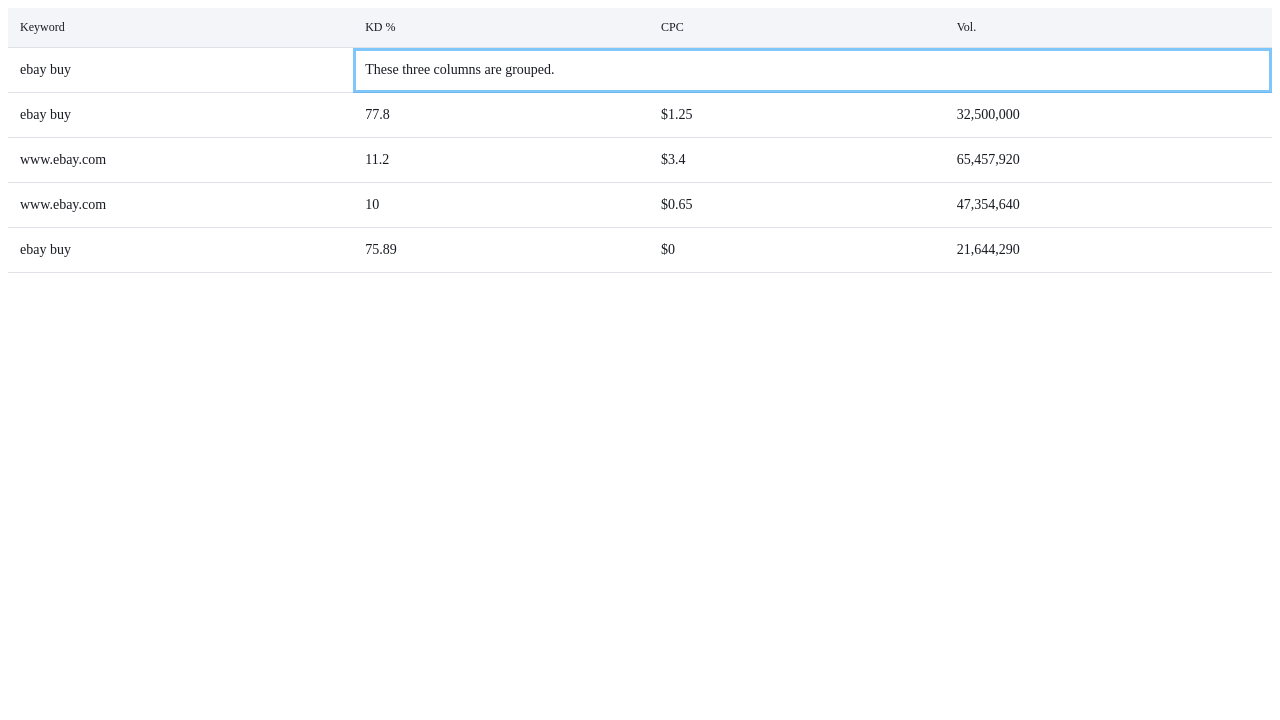 Keyword KD % CPC Vol.
ebay buy These three columns are grouped.
ebay buy 77.8 $1.25 32,500,000
www.ebay.com 11.2 $3.4 65,457,920
www.ebay.com 10 $0.65 47,354,640
ebay buy 75.89 $0 21,644,290